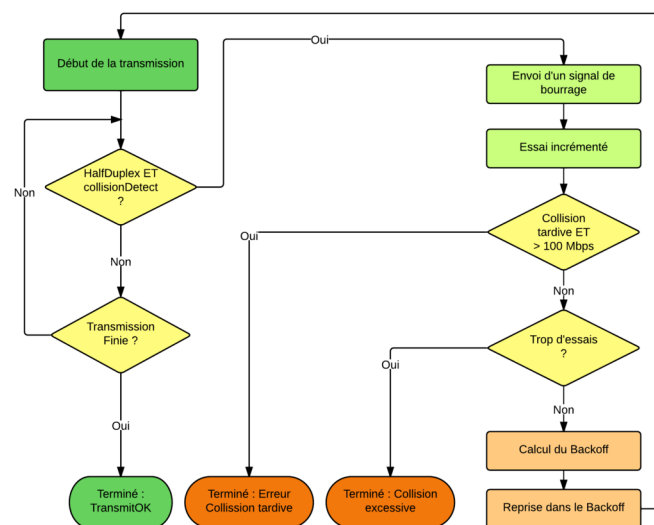 Oui
Début de la transmission
Envoi d'un signal de
bourrage
Essai incrémenté
HalfDuplex ET
collisionDetect
?
Non
Collision
tardive ET
> 100 Mbps
Oui
Non
Non
Transmission
Finie ?
Trop d'essais
?
Oui
Non
Oui
Calcul du Backoff
Terminé :
TransmitOK
Terminé : Erreur
Collission tardive
Terminé : Collision
excessive
Reprise dans le Backoff